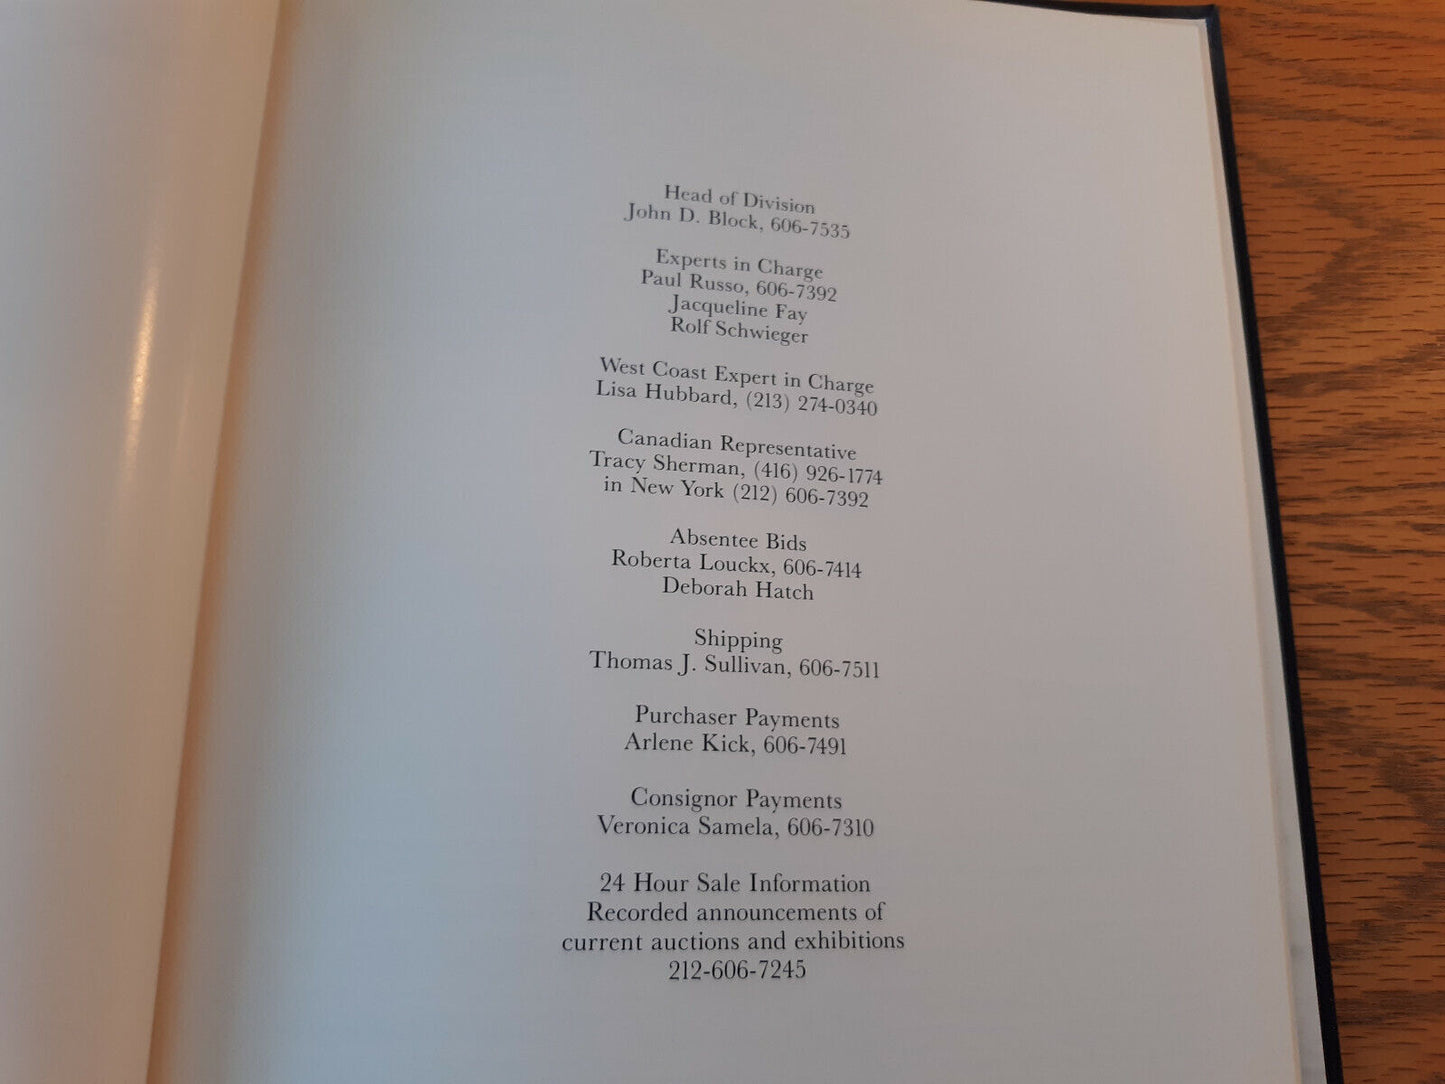 Head of Division
John D. Block, 606-7535
Experts in Charge
Paul Russo, 606-7392
Jacqueline Fay
Rolf Schwieger
West Coast Expert in Charge
Lisa Hubbard, (213) 274-0340
Canadian Representative
Tracy Sherman, (416) 926-1774
in New York (212) 606-7392
Absentee Bids
Roberta Louckx, 606-7414
Deborah Hatch
Shipping
Thomas J. Sullivan, 606-7511
Purchaser Payments
Arlene Kick, 606-7491
Consignor Payments
Veronica Samela, 606-7310
24 Hour Sale Information
Recorded announcements of
current auctions and exhibitions
212-606-7245